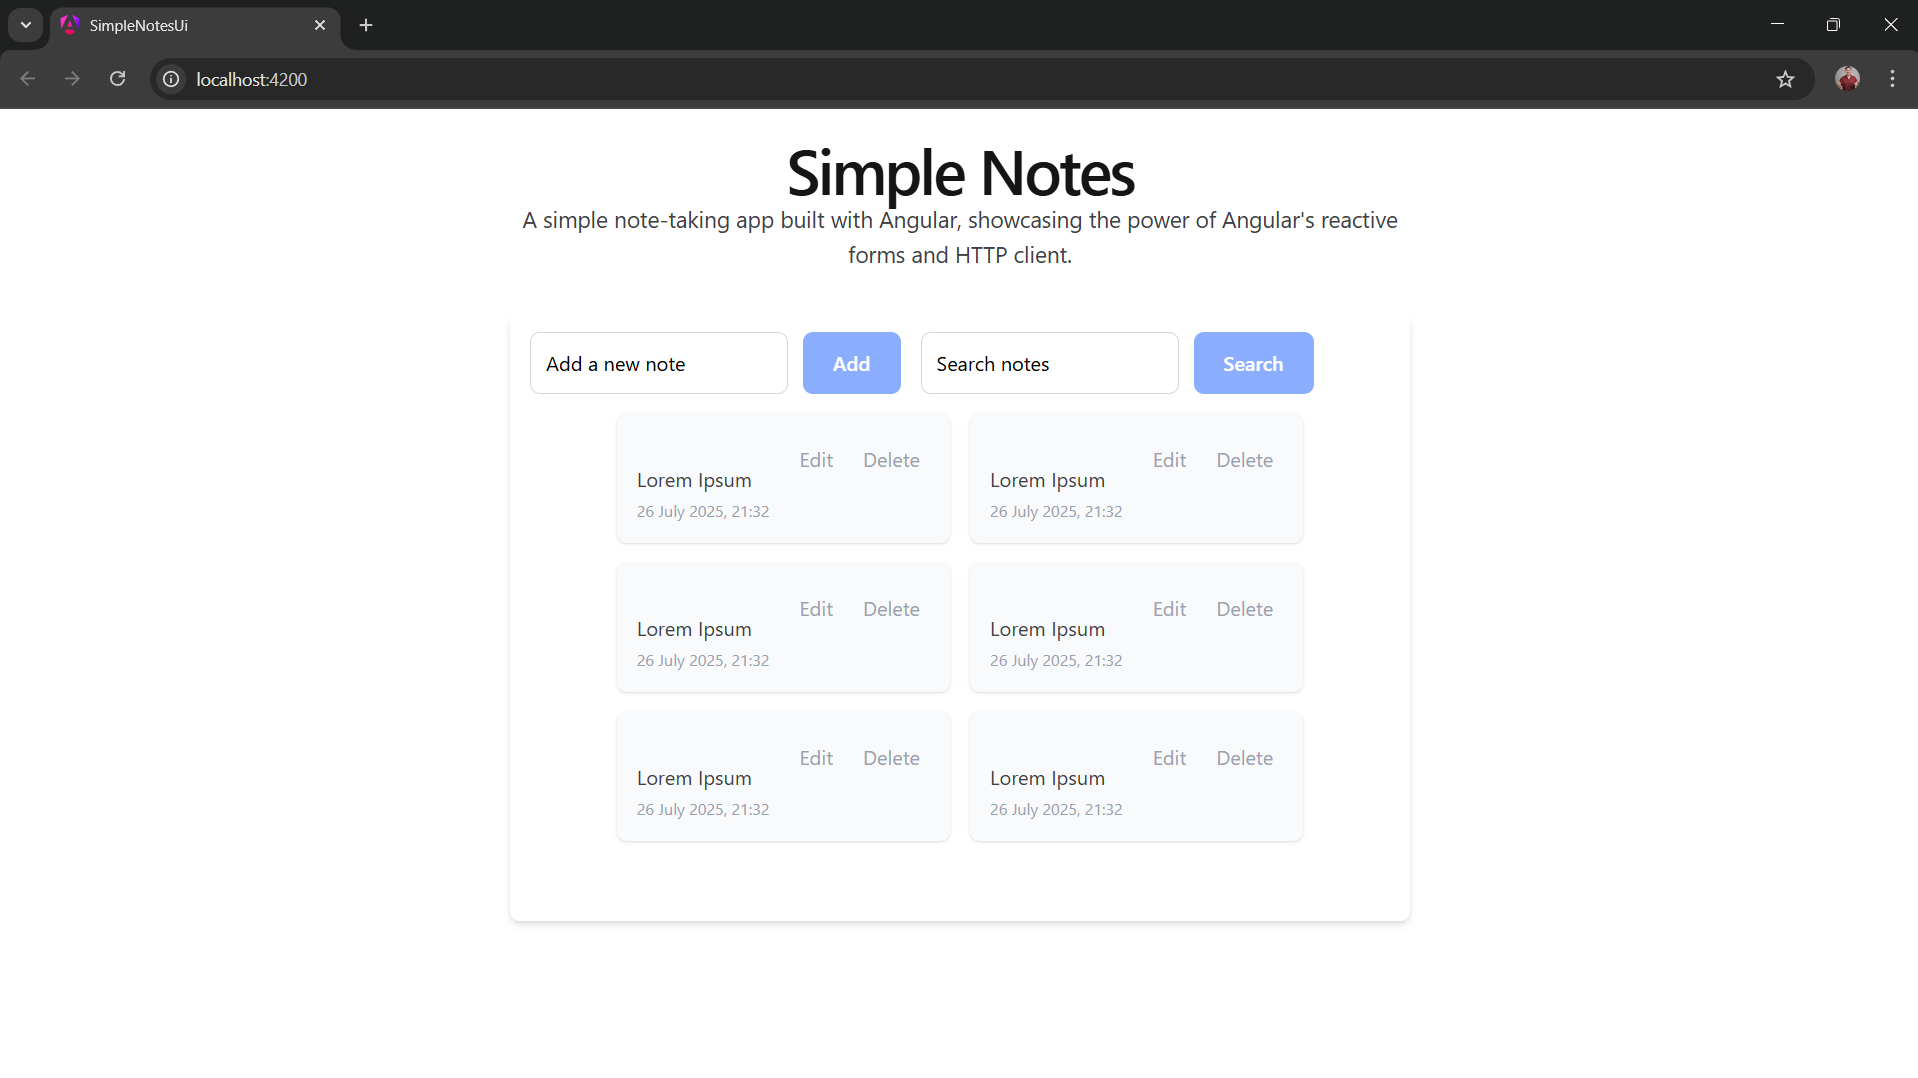 SimpleNotesUi
localhost:4200
Simple Notes
A simple note-taking app built with Angular, showcasing the power of Angular's reactive
forms and HTTP client.
Add a new note Add Search notes Search
Edit Delete
Lorem Ipsum
26 July 2025, 21:32
Edit Delete
Lorem Ipsum
26 July 2025, 21:32
Edit Delete
Lorem Ipsum
26 July 2025, 21:32
Edit Delete
Lorem Ipsum
26 July 2025, 21:32
Edit Delete
Lorem Ipsum
26 July 2025, 21:32
Edit Delete
Lorem Ipsum
26 July 2025, 21:32